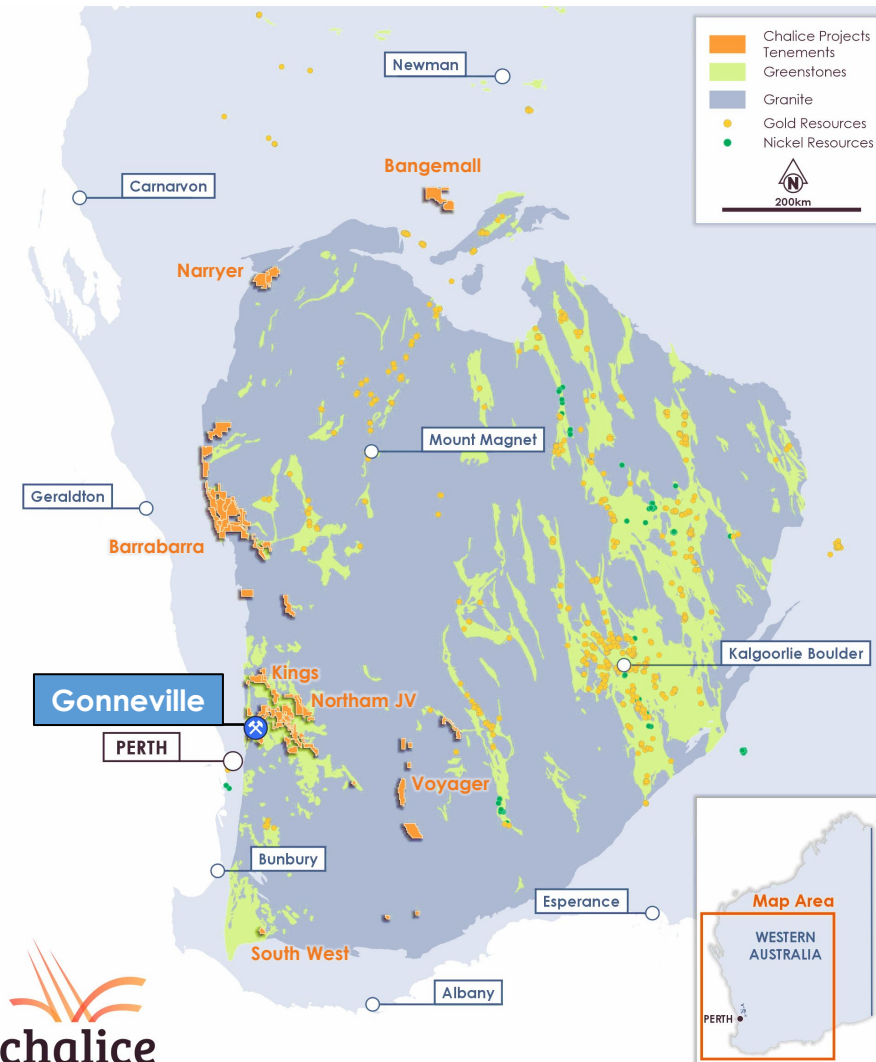 Chalice Projects
Tenements
Greenstones
Granite
Gold Resources
Nickel Resources
N
200km
Newman
Bangemall
Carnarvon
Narryer
Mount Magnet
Geraldton
Barrabarra
Kalgoorlie Boulder
Kings
Northam JV
Gonneville
PERTH
Voyager
Bunbury
Esperance
South West
Albany
Map Area
WESTERN
AUSTRALIA
PERTH
chalice